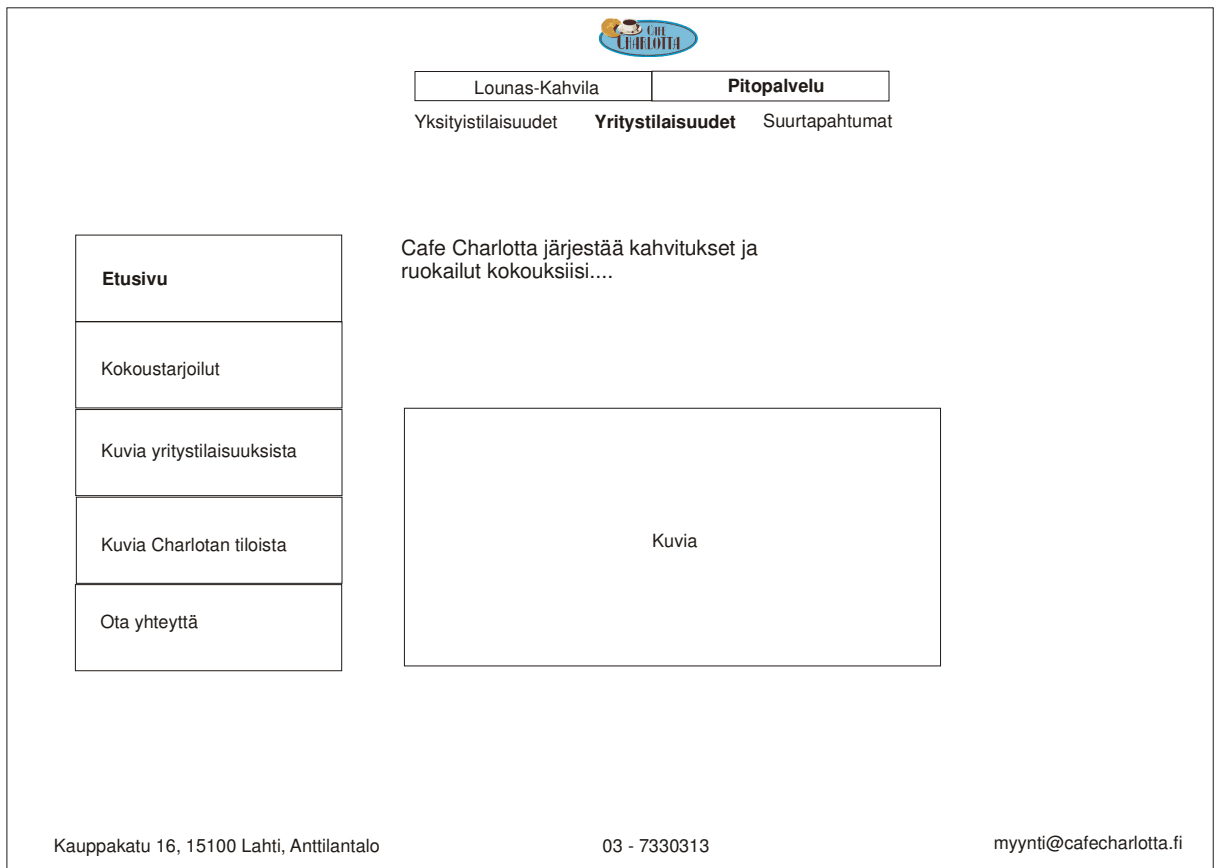 CAFE
CHARLOTTA
Lounas-Kahvila
Pitopalvelu
Yksityistilaisuudet
Yritystilaisuudet
Suurtapahtumat
Cafe Charlotta järjestää kahvitukset ja
ruokailut kokouksiisi....
Etusivu
Kokoustarjoilut
Kuvia yritystilaisuuksista
Kuvia Charlotan tiloista
Ota yhteyttä
Kuvia
Kauppakatu 16, 15100 Lahti, Anttilantalo
03 - 7330313
myynti@cafecharlotta.fi